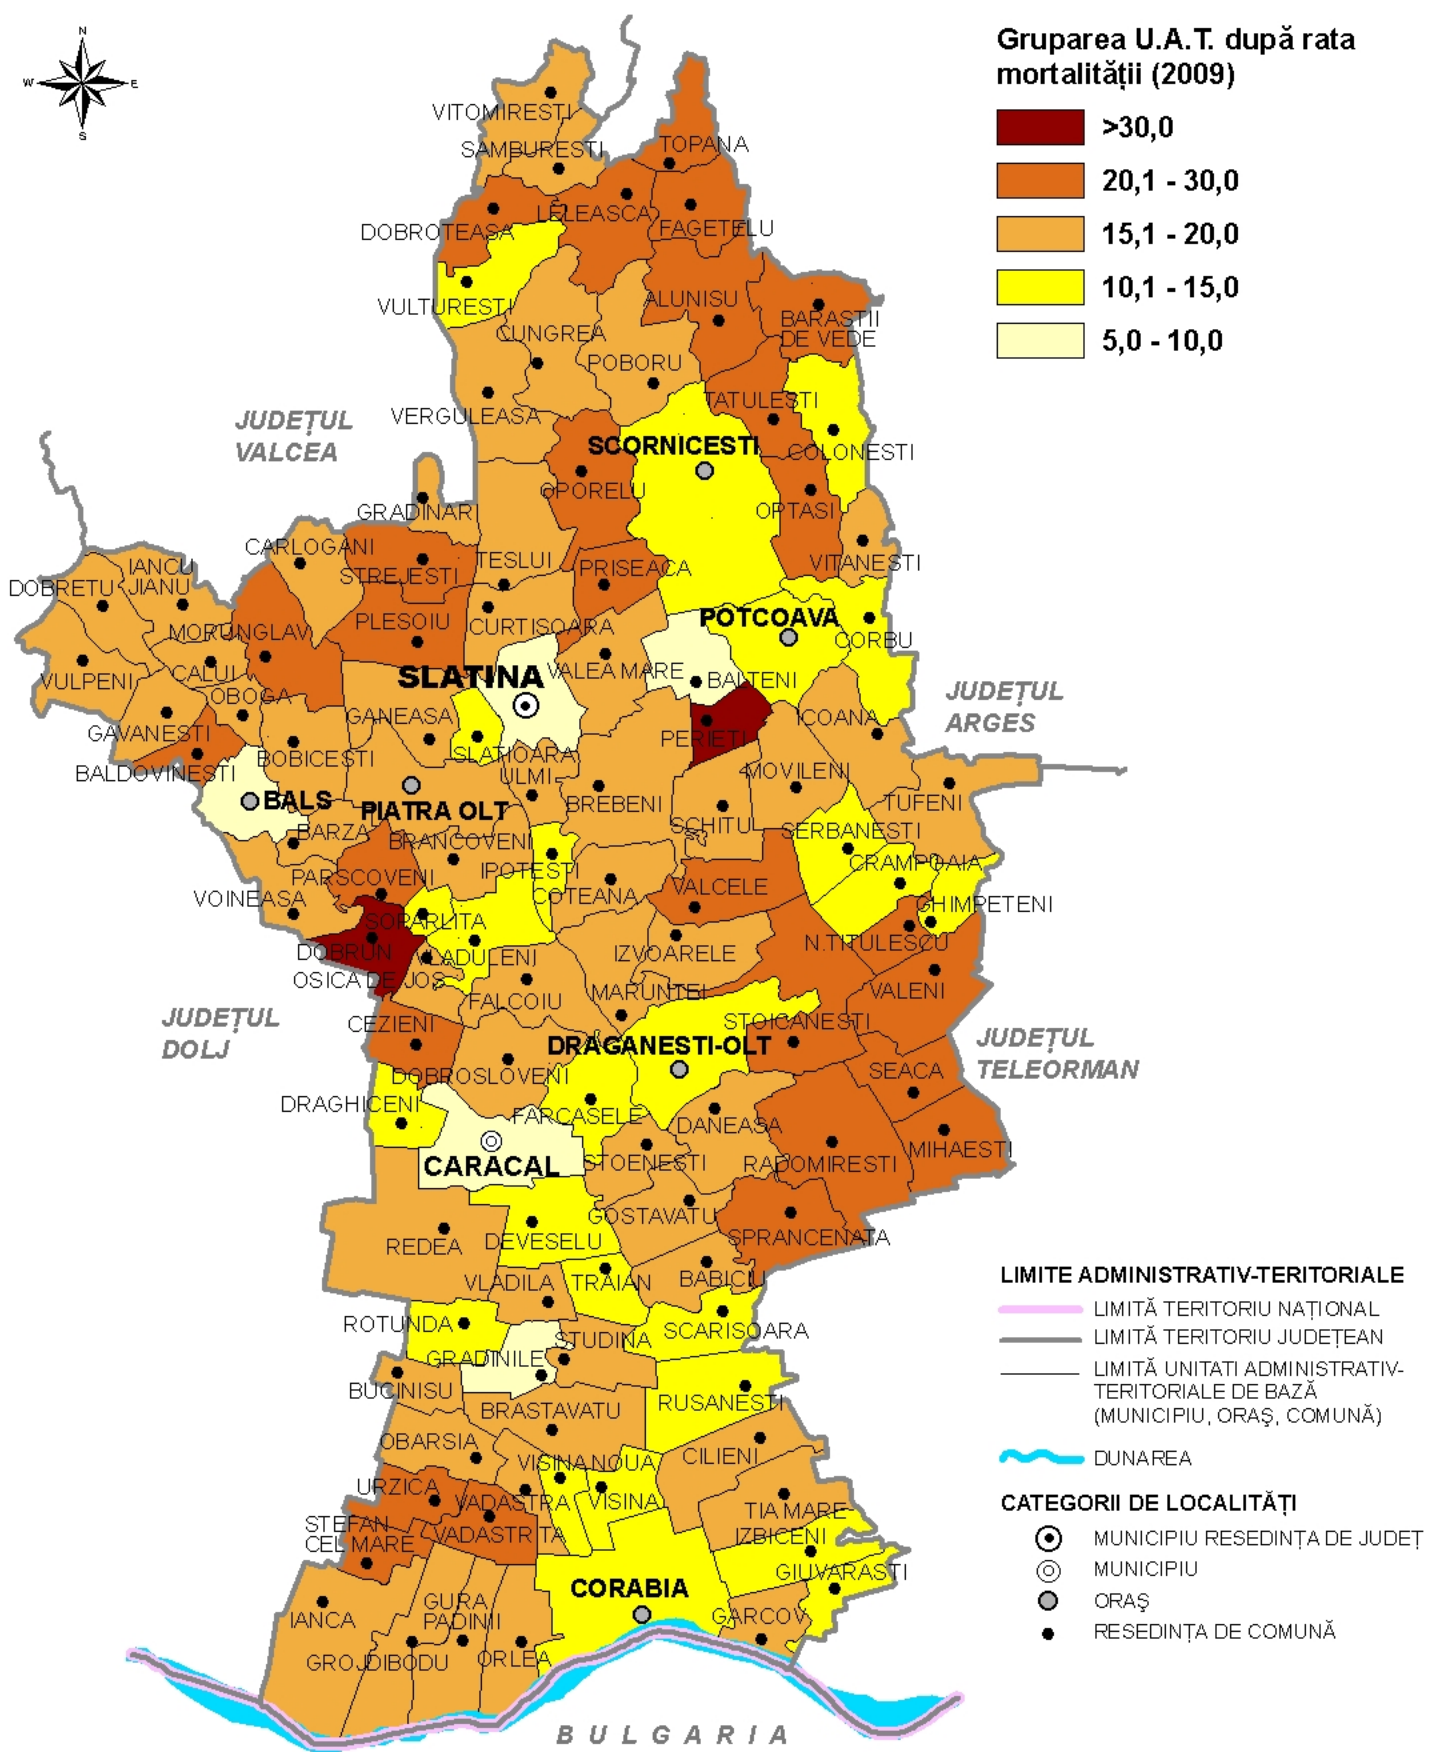 N
W
E
S
Gruparea U.A.T. după rata
mortalității (2009)
>30,0
20,1 - 30,0
15,1 - 20,0
10,1 - 15,0
5,0 - 10,0
VITOMIRESTI
SAMBURESTI
TOPANA
LELEASCA
FAGETELU
DOBROTEASA
VULTURESTI
ALUNISU
BARASTII
DE VEDE
CUNGREA
POBORU
VERGULEASA
TATULESTI
JUDEȚUL
VALCEA
SCORNICESTI
COLONESTI
OPORELU
OPTASI
GRADINARI
CARLOGANI
TESLUI
VITANESTI
IANCU
JIANU
STREJESTI
PRISEACA
DOBRETU
PLESOIU
CURTISOARA
POTCOAVA
CORBU
MORUNGLAV
SLATINA
VALEA MARE
BALTENI
VULPENI
CALUI
OBOGA
JUDEȚUL
ARGES
GANEASA
ICOANA
GAVANESTI
PERIETI
BOBICESTI
SLATIOARA
BALDOVINESTI
ULMI
MOVILENI
BALS
PIATRA OLT
BREBENI
TUFENI
BARZA
BRANCOVENI
SCHITUL
SERBANESTI
PARSCOVENI
IPOTESTI
CRAMPOAIA
VOINEASA
COTEANA
VALCELE
GHIMPETENI
SOPARLITA
DOBRUN
VLADULENI
IZVOARELE
N.TITULESCU
OSICA DE JOS
FALCOIU
MARUNTEI
VALENI
JUDEȚUL
DOLJ
CEZIENI
STOICANESTI
DRAGANESTI-OLT
JUDEȚUL
TELEORMAN
DOBROSLOVENI
SEACA
DRAGHICENI
FARCASELE
DANEASA
CARACAL
STOENESTI
RADOMIRESTI
MIHAESTI
GOSTAVATU
REDEA
DEVESELU
SPRANCENATA
VLADILA
TRAIAN
BABICIU
ROTUNDA
STUDINA
SCARISOARA
GRADINILE
BUCINISU
RUSANESTI
BRASTAVATU
OBARSIA
VISINA NOUA
CILIENI
URZICA
VADASTRA
VISINA
TIA MARE
STEFAN
CEL MARE
VADASTRITA
IZBICENI
GIUVARASTI
CORABIA
IANCA
GURA
PADINII
GARCOV
GROJDIBODU
ORLEA
BULGARIA
LIMITE ADMINISTRATIV-TERITORIALE
LIMITĂ TERITORIU NAȚIONAL
LIMITĂ TERITORIU JUDEȚEAN
LIMITĂ UNITATI ADMINISTRATIV-
TERITORIALE DE BAZĂ
(MUNICIPIU, ORAŞ, COMUNĂ)
DUNAREA
CATEGORII DE LOCALITĂȚI
MUNICIPIU RESEDINȚA DE JUDEȚ
MUNICIPIU
ORAŞ
RESEDINȚA DE COMUNĂ